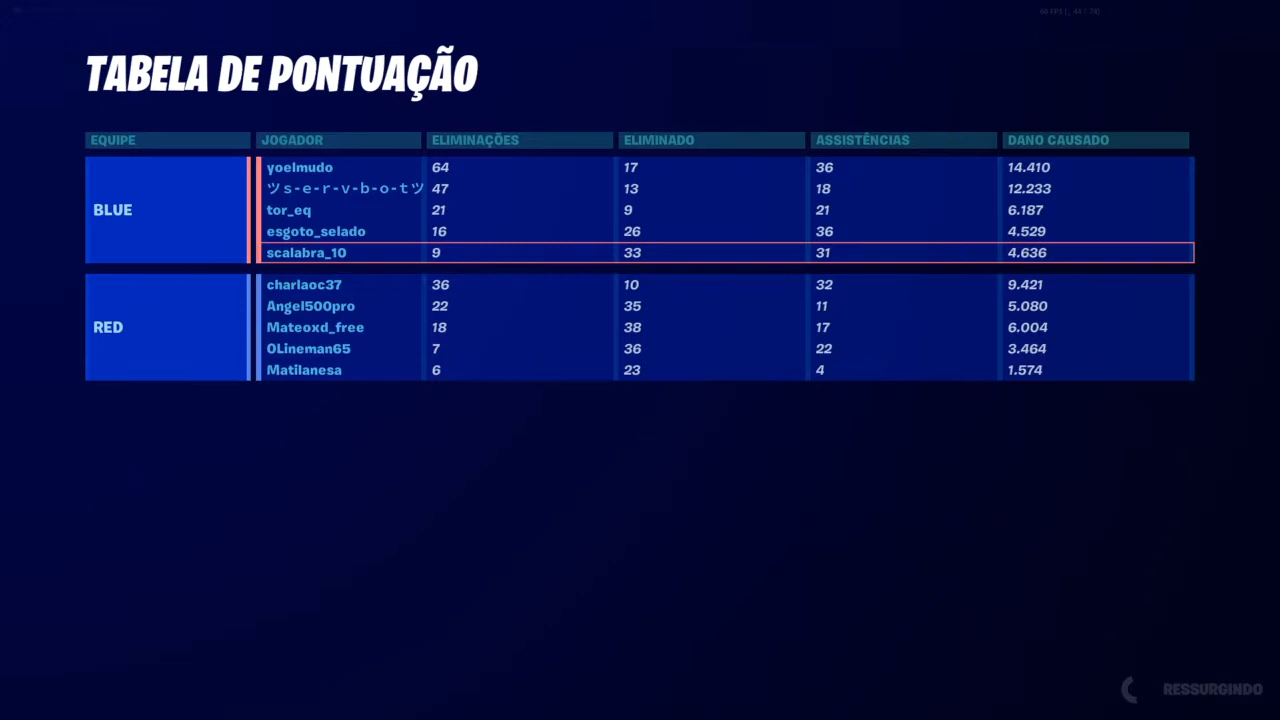 60 FPS [
TABELA DE PONTUAÇÃO
EQUIPE JOGADOR ELIMINAÇÕES ELIMINADO ASSISTÊNCIAS DANO CAUSADO
BLUE
yoelmudo 64 17 36 14.410
ツs-e-r-v-b-o-tツ 47 13 18 12.233
tor_eq 21 9 21 6.187
esgoto_selado 16 26 36 4.529
scalabra_10 9 33 31 4.636
RED
charlaoc37 36 10 32 9.421
Angel500pro 22 35 11 5.080
Mateoxd_free 18 38 17 6.004
OLineman65 7 36 22 3.464
Matilanesa 6 23 4 1.574
RESSURGINDO